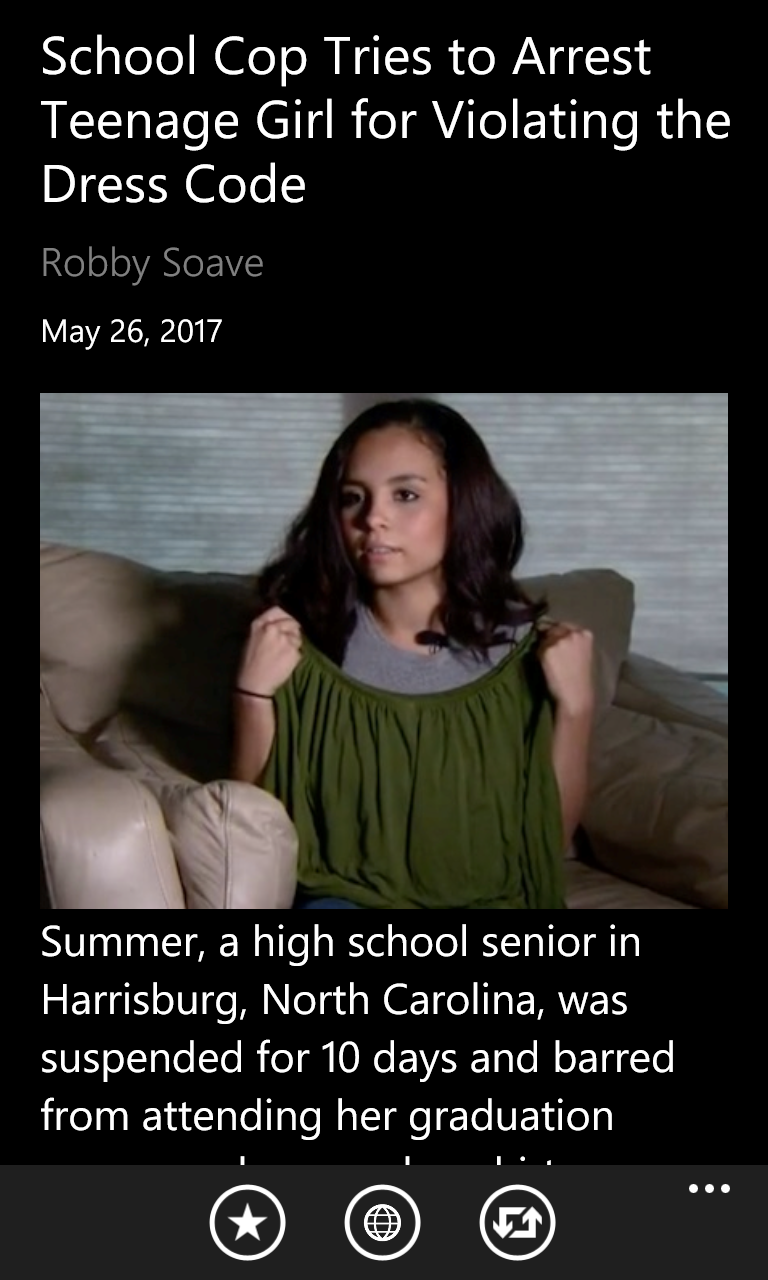 School Cop Tries to Arrest
Teenage Girl for Violating the
Dress Code
Robby Soave
May 26, 2017
Summer, a high school senior in
Harrisburg, North Carolina, was
suspended for 10 days and barred
from attending her graduation